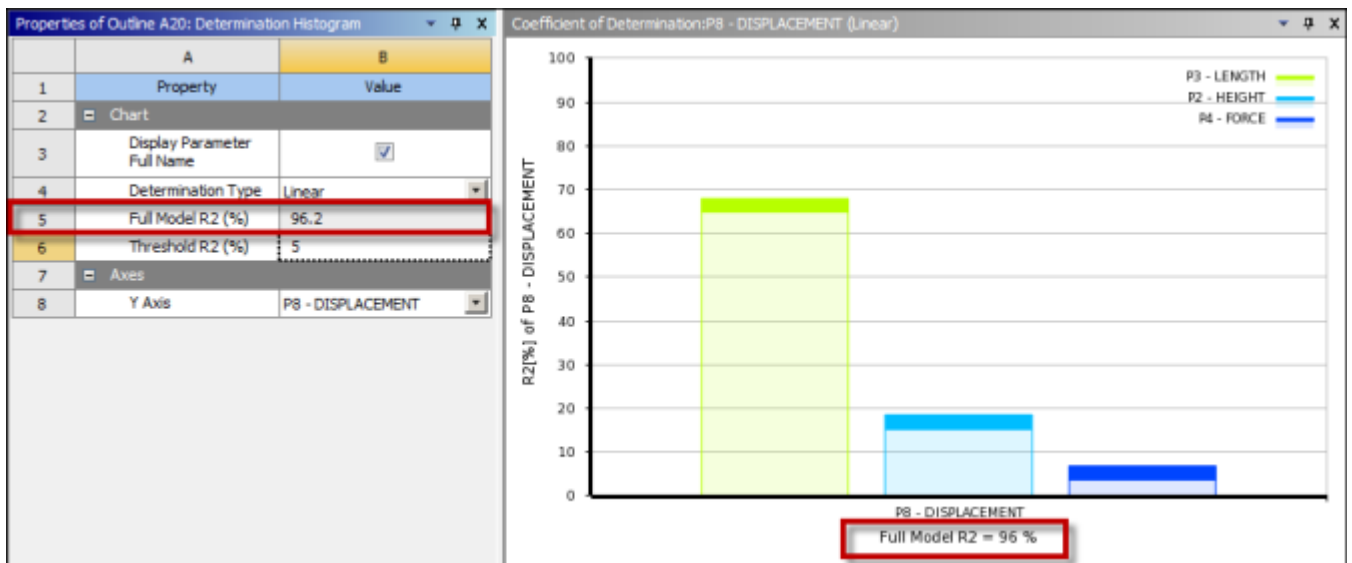 Properties of Outline A20: Determination Histogram
A B
1 Property Value
2 Chart
3 Display Parameter Full Name
4 Determination Type Linear
5 Full Model R2 (%) 96.2
6 Threshold R2 (%) 5
7 Axes
8 Y Axis P8 - DISPLACEMENT
Coefficient of Determination:P8 - DISPLACEMENT (Linear)
P3 - LENGTH
P2 - HEIGHT
P4 - FORCE
R2[%] of P8 - DISPLACEMENT
100
90
80
70
60
50
40
30
20
10
0
P8 - DISPLACEMENT
Full Model R2 = 96 %